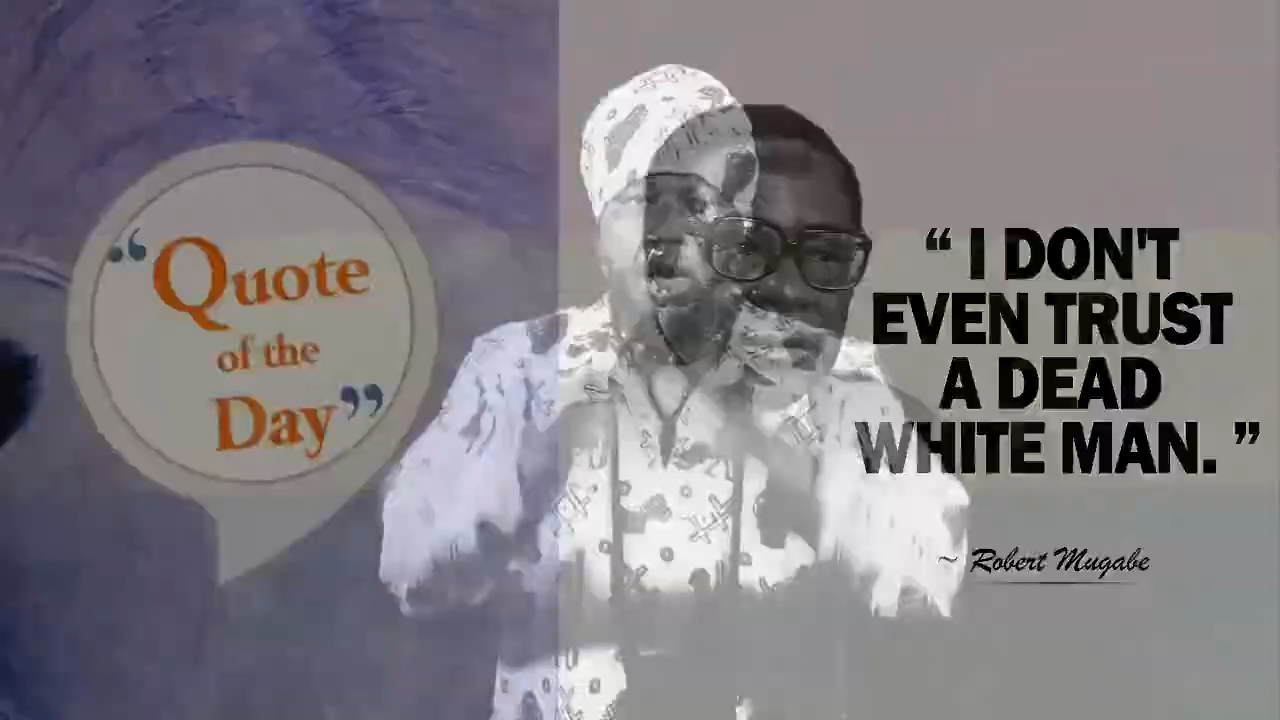 “Quote
of the
Day”
“ I DON'T
EVEN TRUST
A DEAD
WHITE MAN. ”
~ Robert Mugabe